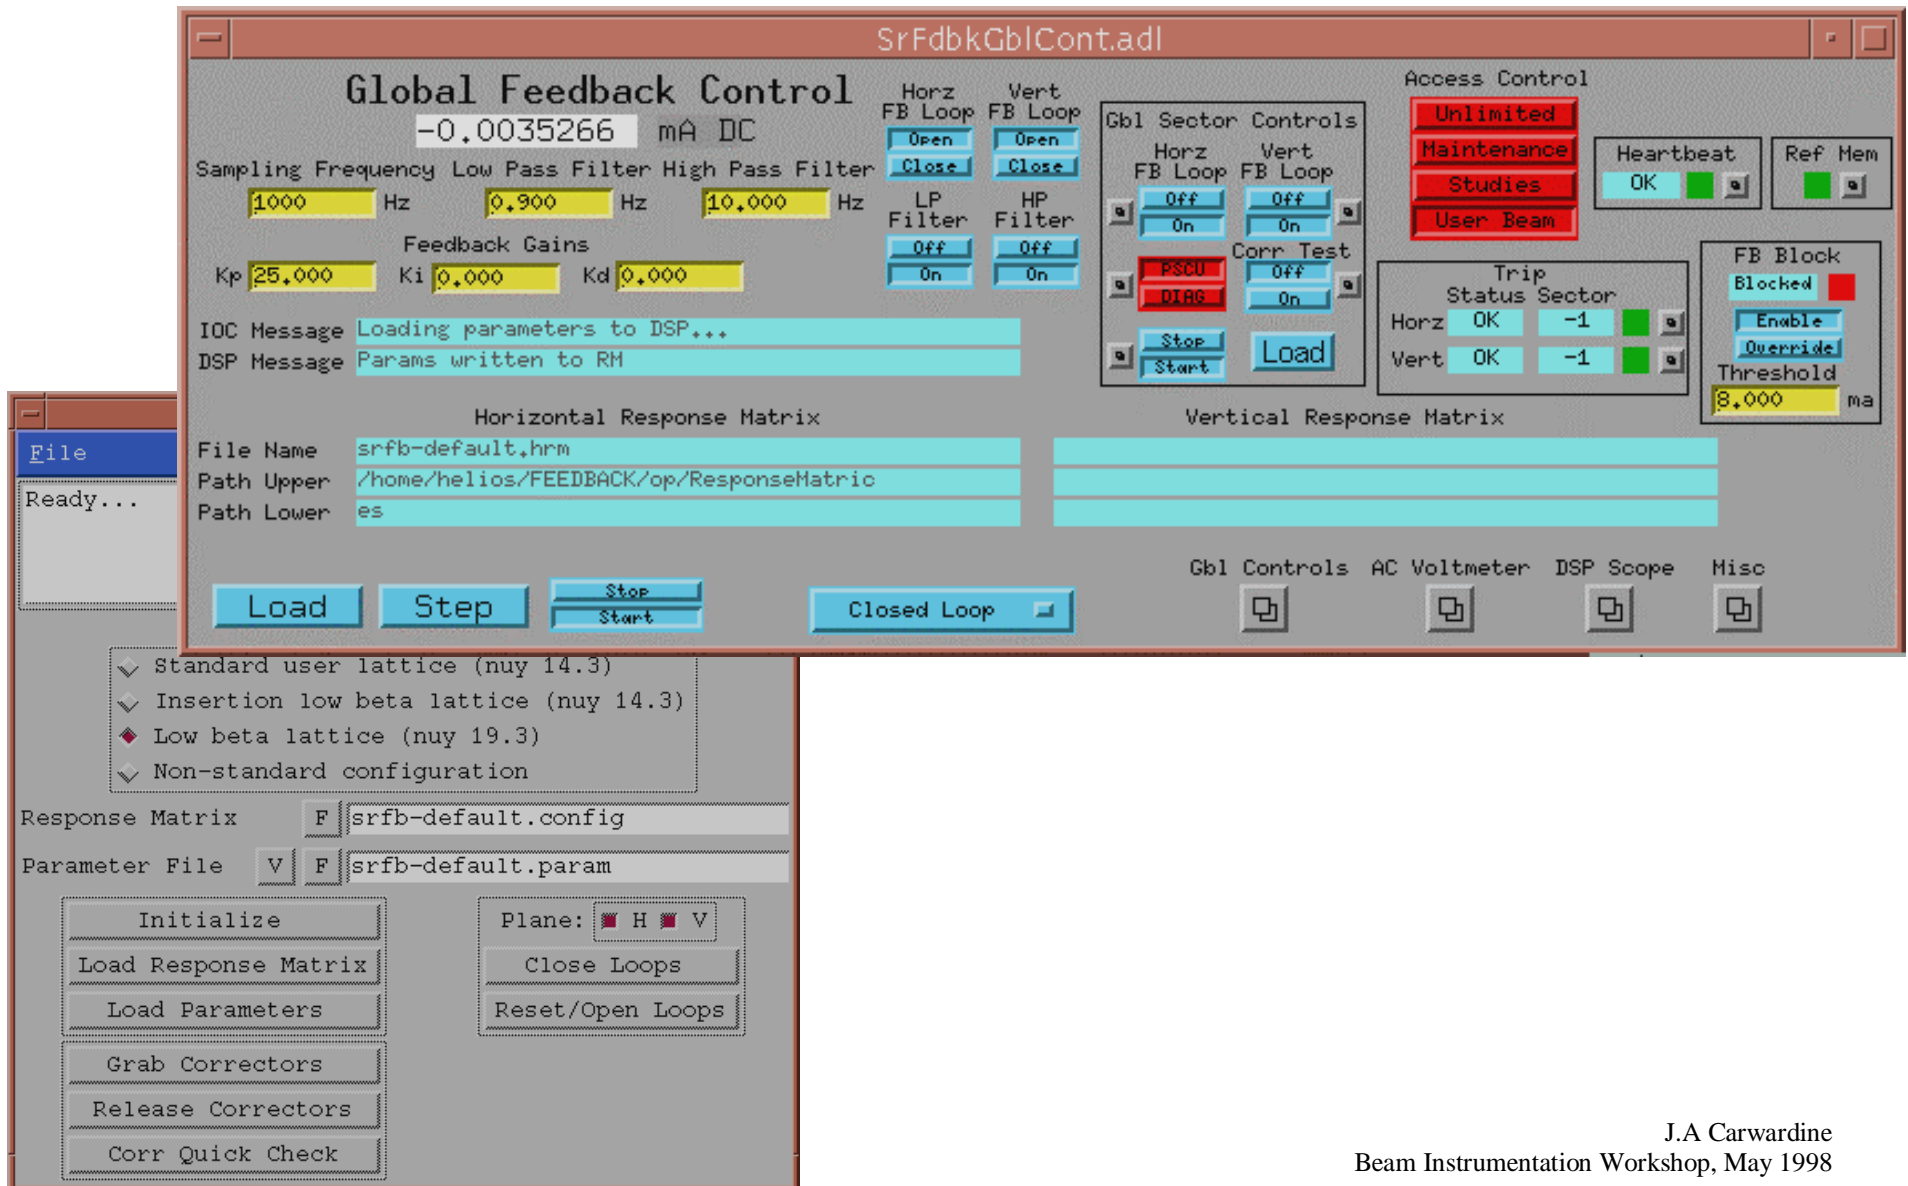 SrFdbkGblCont.adl
Global Feedback Control
-0.0035266 mA DC
Sampling Frequency Low Pass Filter High Pass Filter
1000 Hz 0.900 Hz 10.000 Hz
Feedback Gains
Kp 25.000 Ki 0.000 Kd 0.000
Horz FB Loop
Open
Close
Vert FB Loop
Open
Close
LP Filter
Off
On
HP Filter
Off
On
Gbl Sector Controls
Horz FB Loop
Off
On
Vert FB Loop
Off
On
PSCU
DIAG
Corr Test
Off
On
Stop
Start
Load
Access Control
Unlimited
Maintenance
Studies
User Beam
Heartbeat
OK
Ref Mem
Trip
Status Sector
Horz OK -1
Vert OK -1
FB Block
Blocked
Enable
Override
Threshold
8.000 ma
IOC Message Loading parameters to DSP...
DSP Message Params written to RM
Horizontal Response Matrix Vertical Response Matrix
File Name srfb-default.hrm
Path Upper /home/helios/FEEDBACK/op/ResponseMatric
Path Lower es
Load Step
Stop
Start
Closed Loop
Gbl Controls AC Voltmeter DSP Scope Misc
File
Ready...
Standard user lattice (nuy 14.3)
Insertion low beta lattice (nuy 14.3)
Low beta lattice (nuy 19.3)
Non-standard configuration
Response Matrix F srfb-default.config
Parameter File V F srfb-default.param
Initialize
Load Response Matrix
Load Parameters
Grab Correctors
Release Correctors
Corr Quick Check
Plane: H V
Close Loops
Reset/Open Loops
J.A Carwardine
Beam Instrumentation Workshop, May 1998